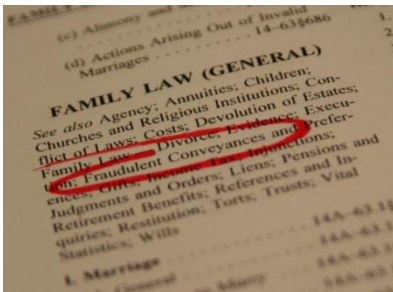 (c) Alimony and
(d) Actions Arising Out of Invalid
Marriages . . . . . . . . . . . . . . . 14–63§686
FAMILY LAW (GENERAL)
See also Agency; Annuities; Children;
Churches and Religious Institutions; Con-
flict of Laws; Costs; Devolution of Estates;
Family Law – Divorce; Evidence; Execu-
tion; Fraudulent Conveyances and Prefer-
ences; Gifts; Income Tax; Injunctions;
Judgments and Orders; Liens; Pensions and
Retirement Benefits; References and In-
quiries; Restitution; Torts; Trusts; Vital
Statistics; Wills
I. Marriage
General